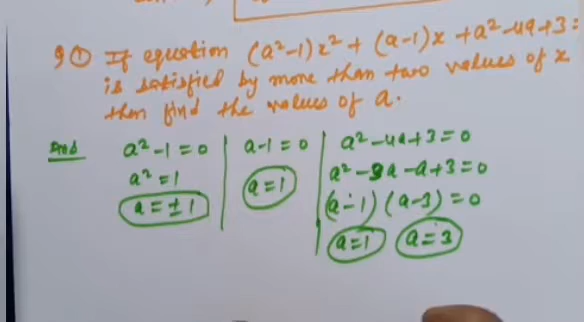 Q① If equation (a²-1)x² + (a-1)x + a²-4a+3=
is satisfied by more than two values of x
then find the values of a.
a²-1=0 | a-1=0 | a²-4a+3=0
a²=1 | a=1 | a²-3a-a+3=0
a=±1 | (a-1)(a-3)=0
a=1 a=3